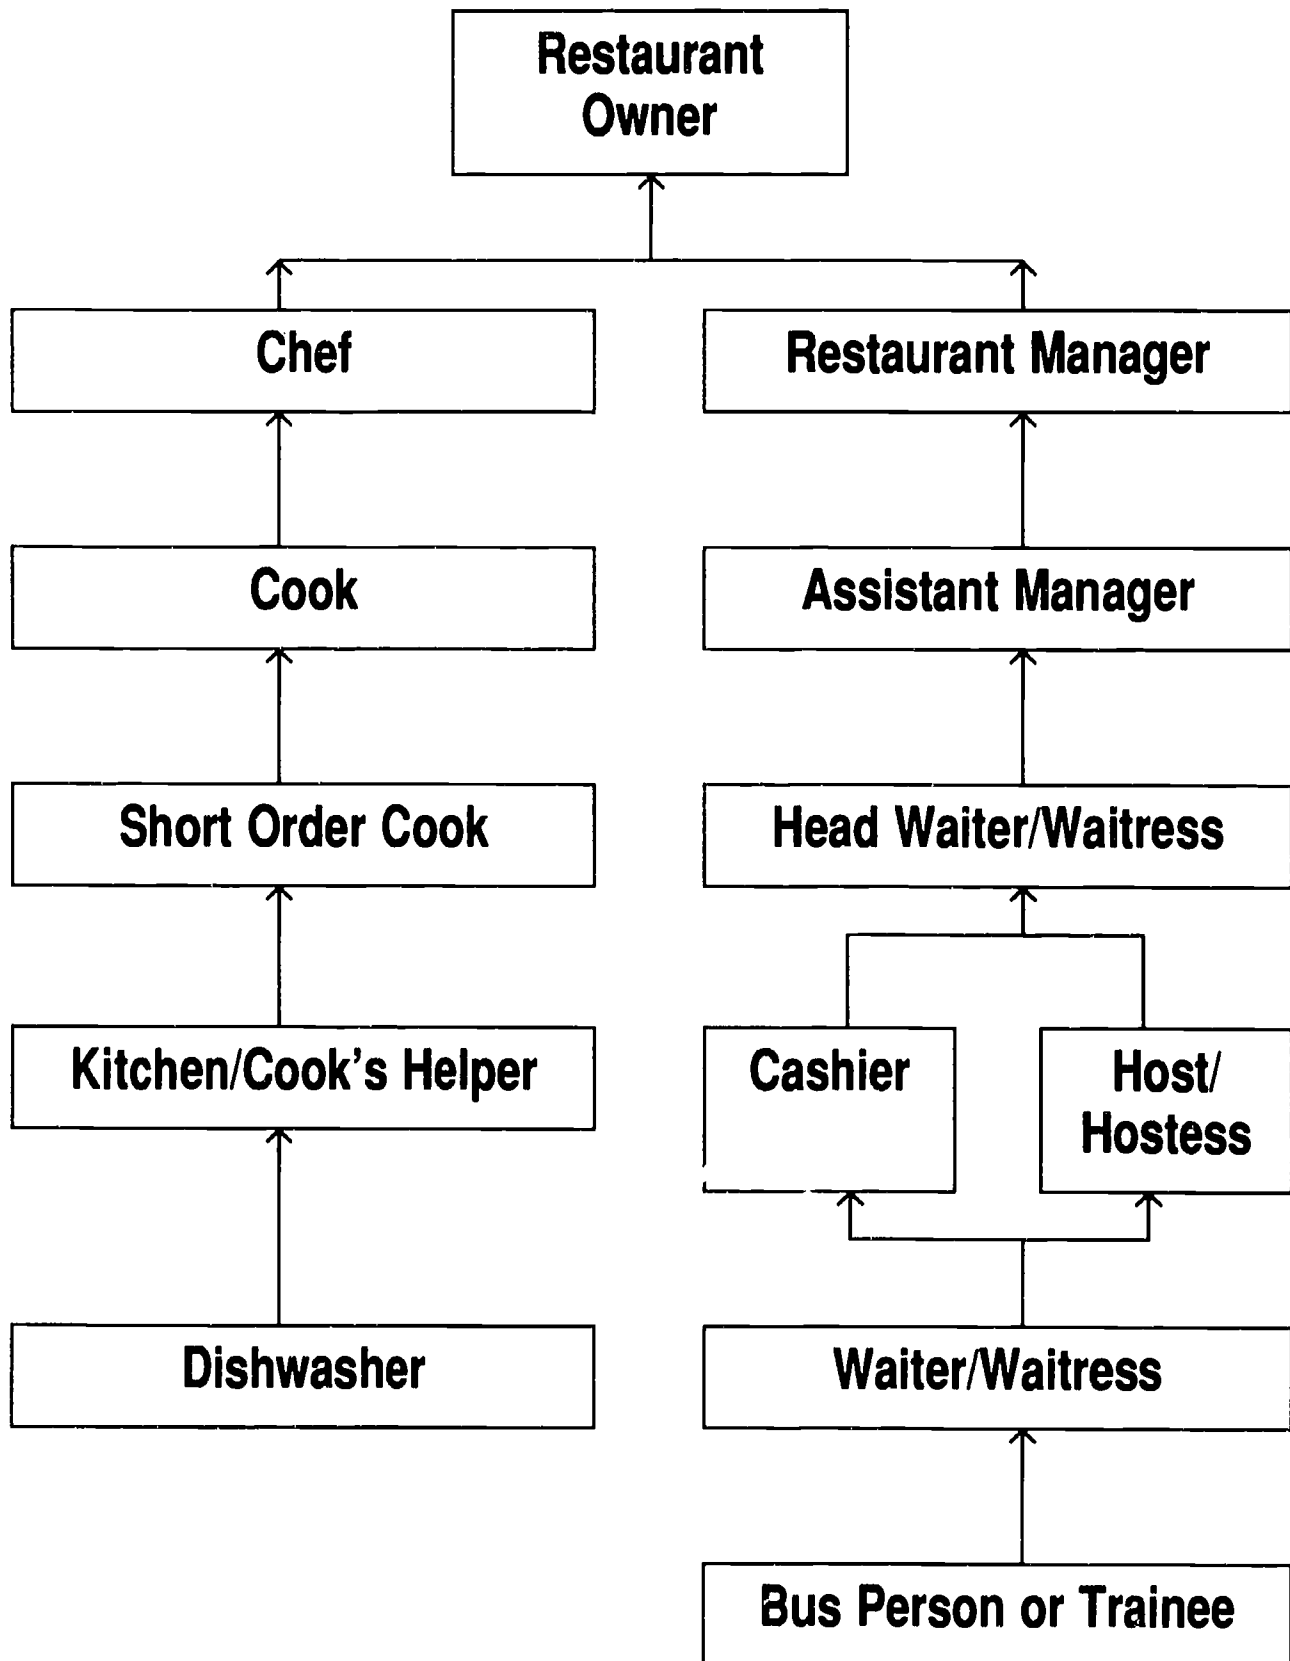 Restaurant
Owner
Chef
Restaurant Manager
Cook
Assistant Manager
Short Order Cook
Head Waiter/Waitress
Kitchen/Cook's Helper
Cashier
Host/
Hostess
Dishwasher
Waiter/Waitress
Bus Person or Trainee